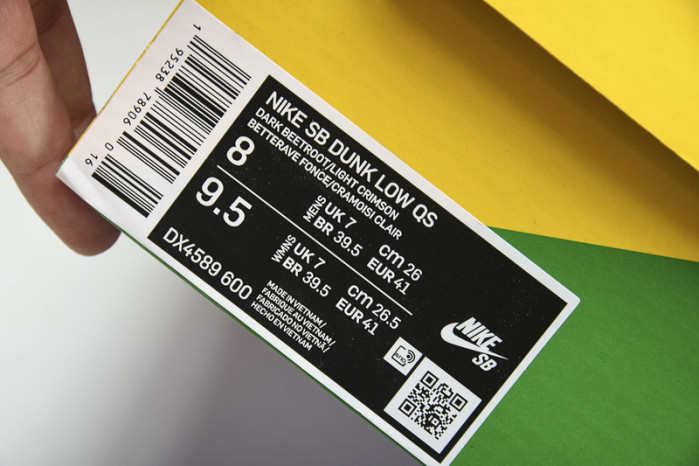 1 95238 78906 0 16
NIKE SB DUNK LOW QS
DARK BEETROOT/LIGHT CRIMSON
BETTERAVE FONCE/CRAMOISI CLAIR
8
MENS UK 7 CM 26
BR 39.5 EUR 41
9.5
WMNS UK 7 CM 26.5
BR 39.5 EUR 41
DX4589 600
MADE IN VIETNAM/
FABRIQUE AU VIETNAM/
FABRICADO NO VIETNÃ/
HECHO EN VIETNAM
NIKE
SB